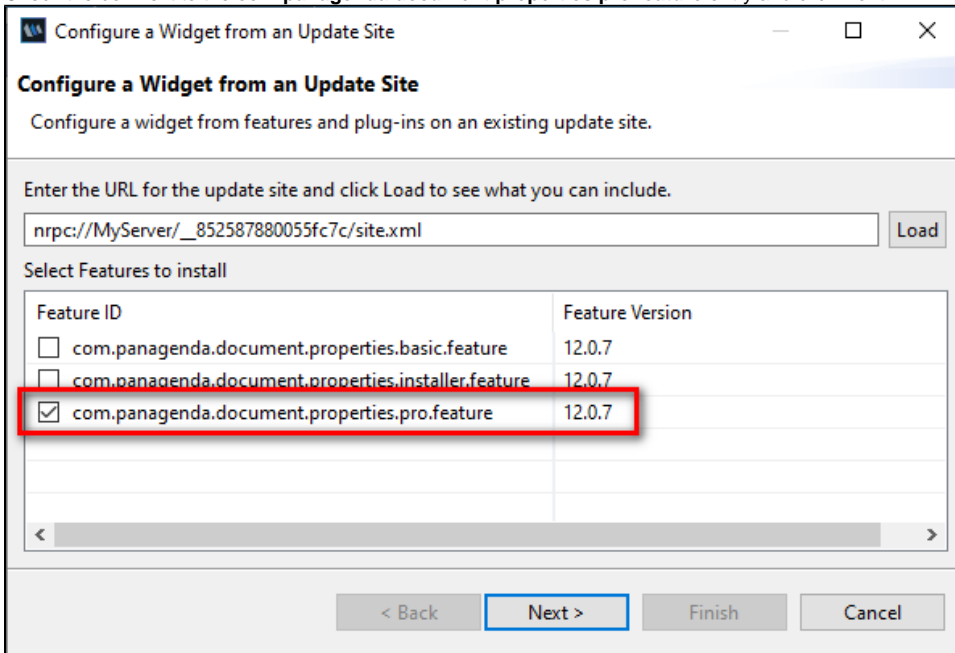 Configure a Widget from an Update Site
Configure a Widget from an Update Site
Configure a widget from features and plug-ins on an existing update site.
Enter the URL for the update site and click Load to see what you can include.
nrpc://MyServer/__852587880055fc7c/site.xml Load
Select Features to install
Feature ID Feature Version
com.panagenda.document.properties.basic.feature 12.0.7
com.panagenda.document.properties.installer.feature 12.0.7
com.panagenda.document.properties.pro.feature 12.0.7
< Back Next > Finish Cancel